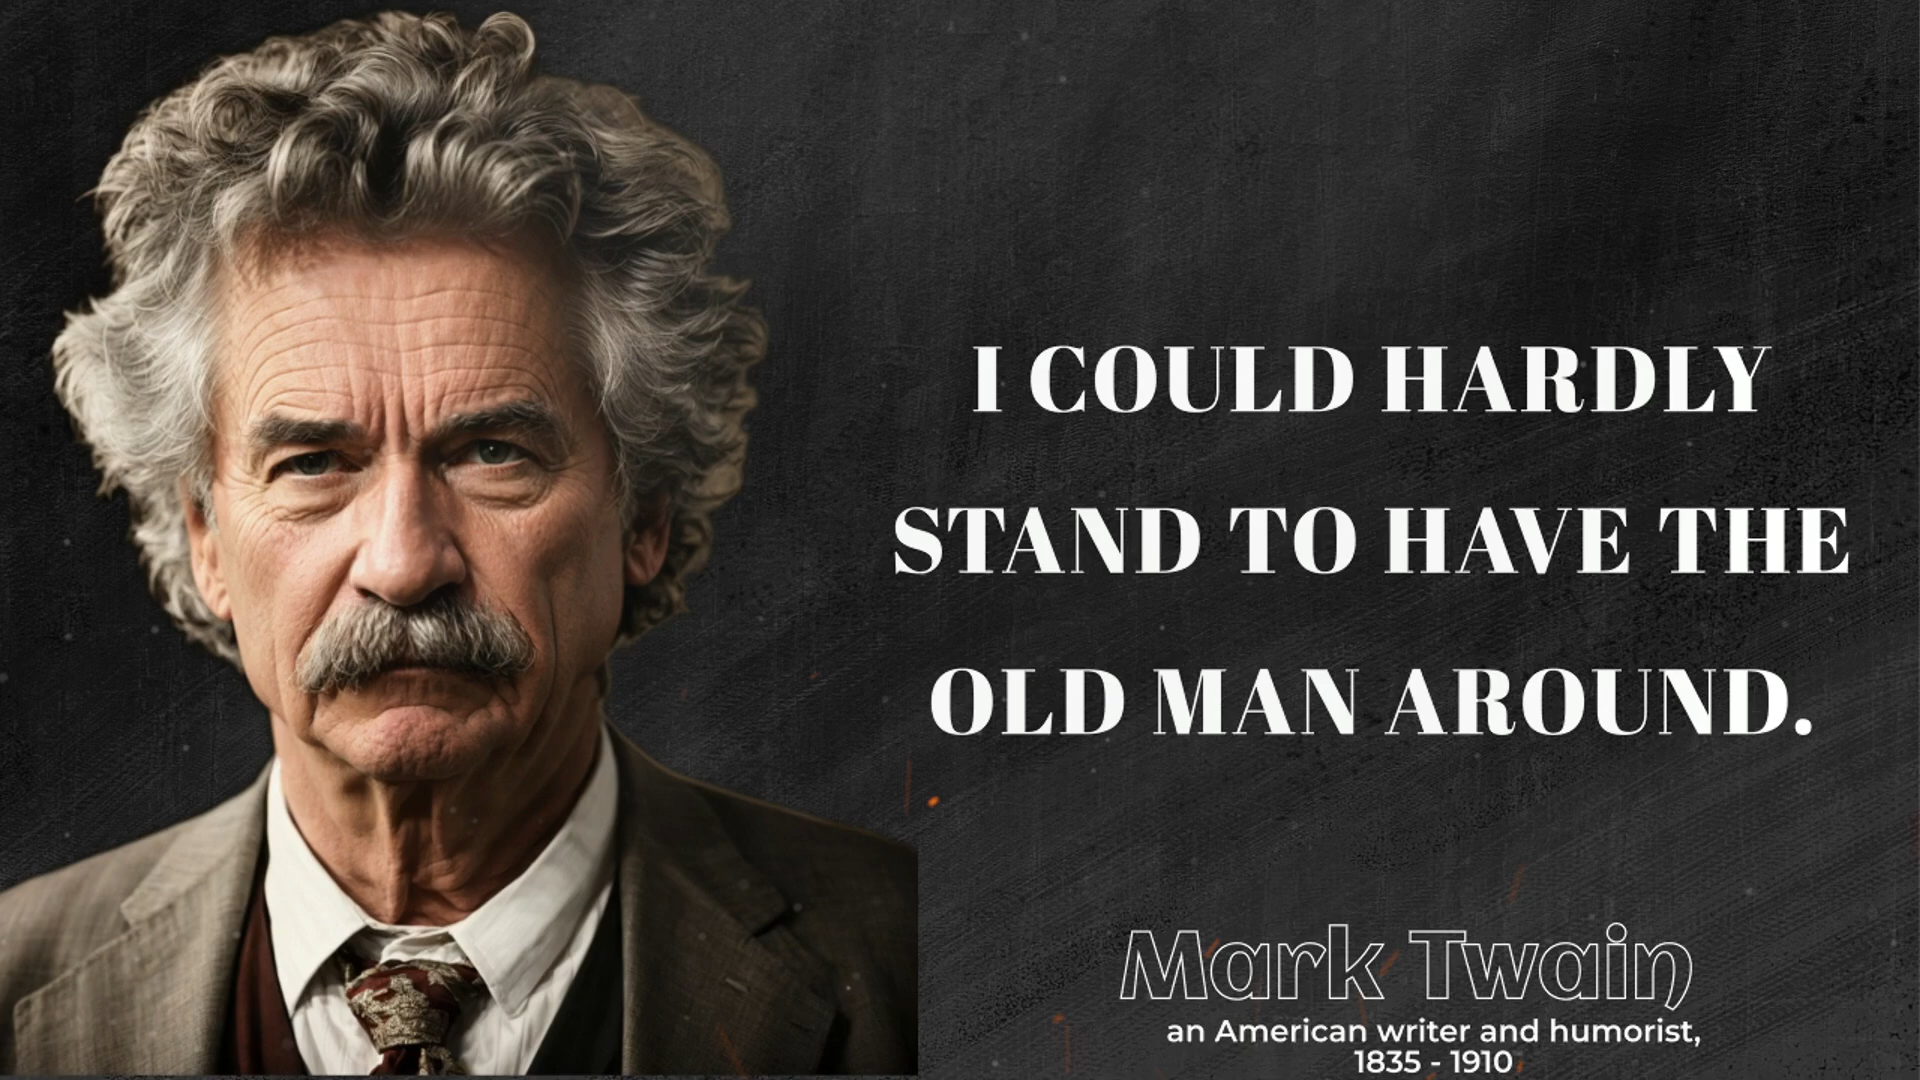 I COULD HARDLY
STAND TO HAVE THE
OLD MAN AROUND.
Mark Twain
an American writer and humorist,
1835 - 1910